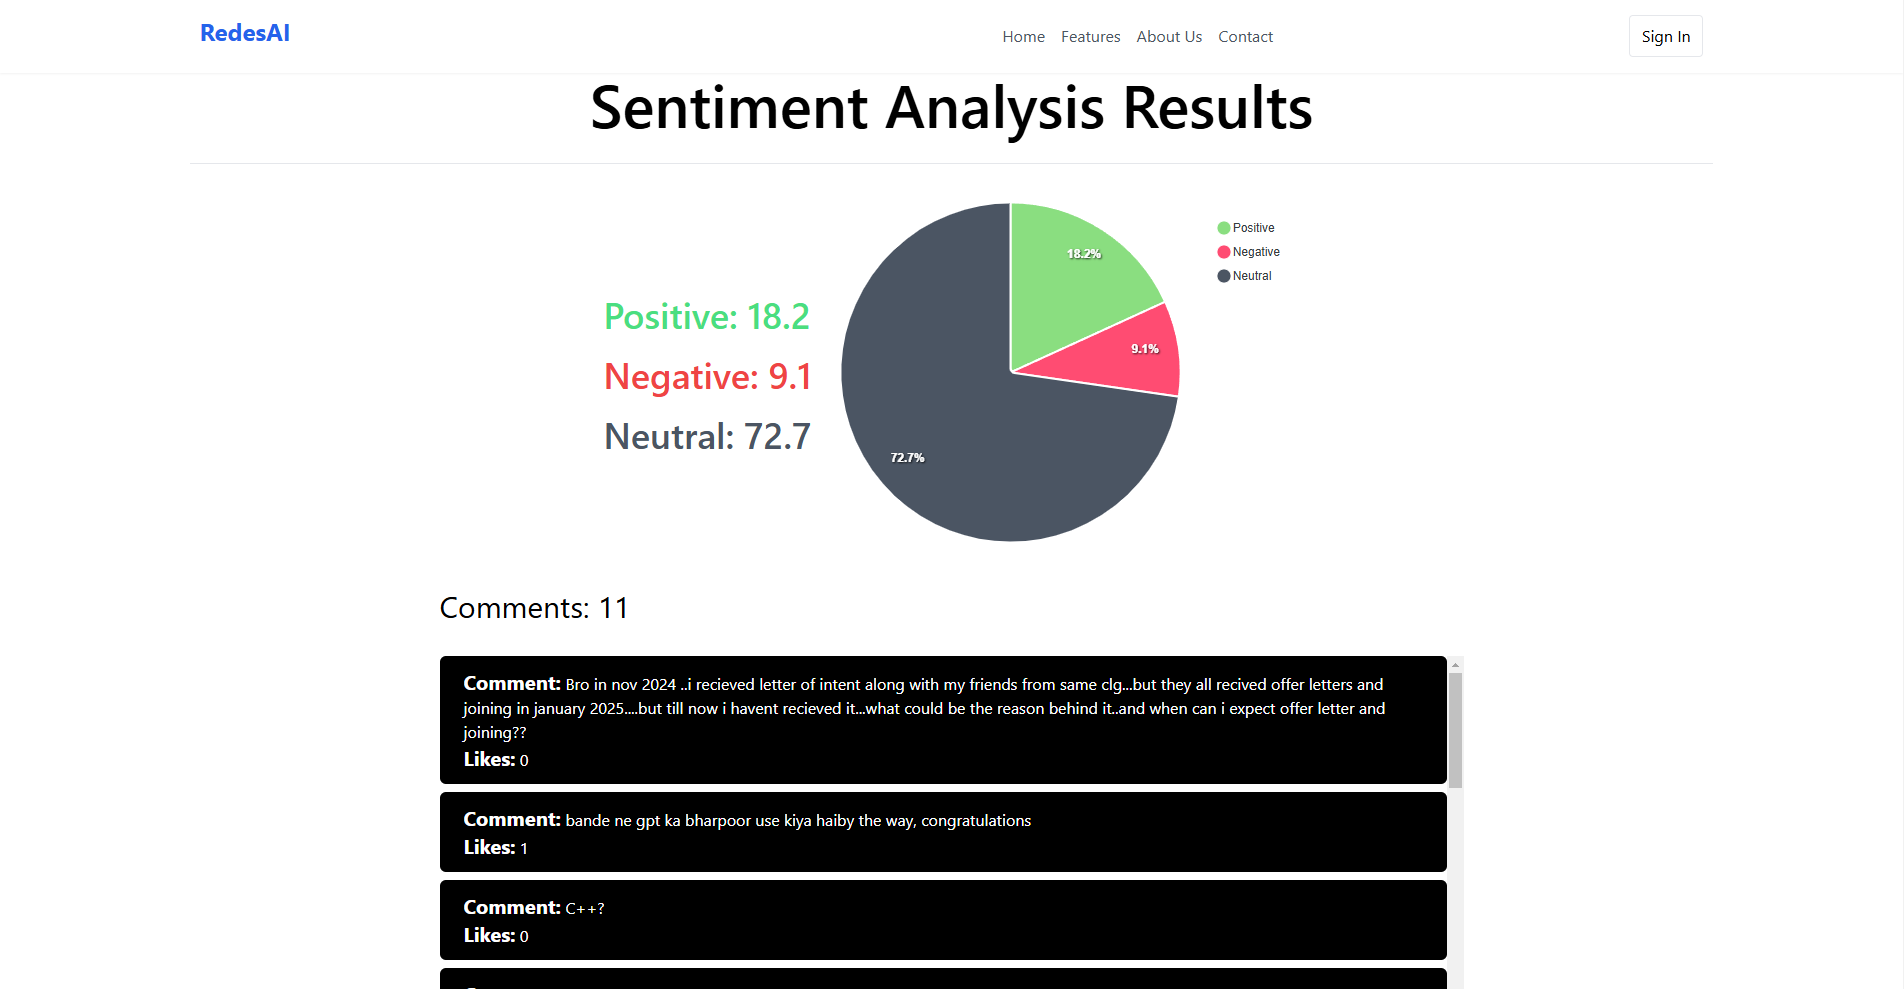 RedesAI
Home Features About Us Contact
Sign In
Sentiment Analysis Results
18.2%
9.1%
72.7%
Positive
Negative
Neutral
Positive: 18.2
Negative: 9.1
Neutral: 72.7
Comments: 11
Comment: Bro in nov 2024 ..i recieved letter of intent along with my friends from same clg...but they all recived offer letters and
joining in january 2025....but till now i havent recieved it...what could be the reason behind it..and when can i expect offer letter and
joining??
Likes: 0
Comment: bande ne gpt ka bharpoor use kiya haiby the way, congratulations
Likes: 1
Comment: C++?
Likes: 0